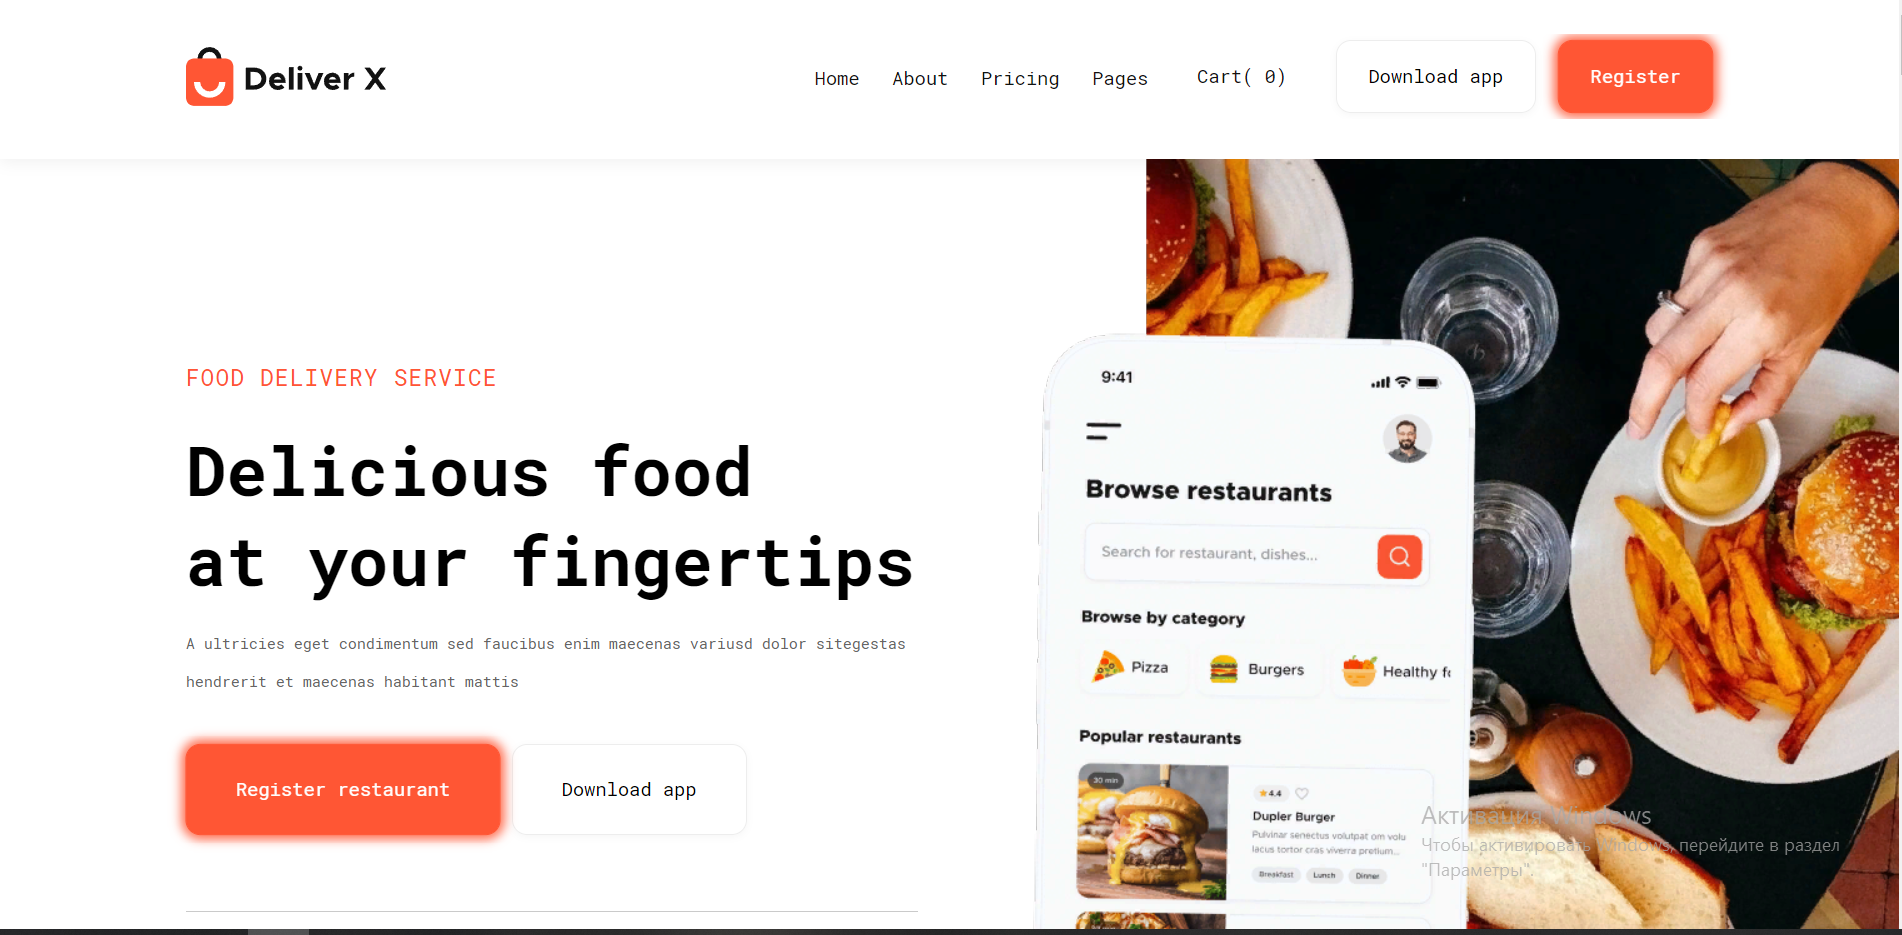 Deliver X
Home About Pricing Pages Cart( 0) Download app Register
FOOD DELIVERY SERVICE
Delicious food
at your fingertips
A ultricies eget condimentum sed faucibus enim maecenas variusd dolor sitegestas
hendrerit et maecenas habitant mattis
Register restaurant Download app
9:41
Browse restaurants
Search for restaurant, dishes...
Browse by category
Pizza Burgers Healthy fo
Popular restaurants
30 min
4.4
Dupler Burger
Pulvinar senectus volutpat om volu
lacus tortor cras viverra pretium...
Breakfast Lunch Dinner
Активация Windows
Чтобы активировать Windows, перейдите в раздел
"Параметры".